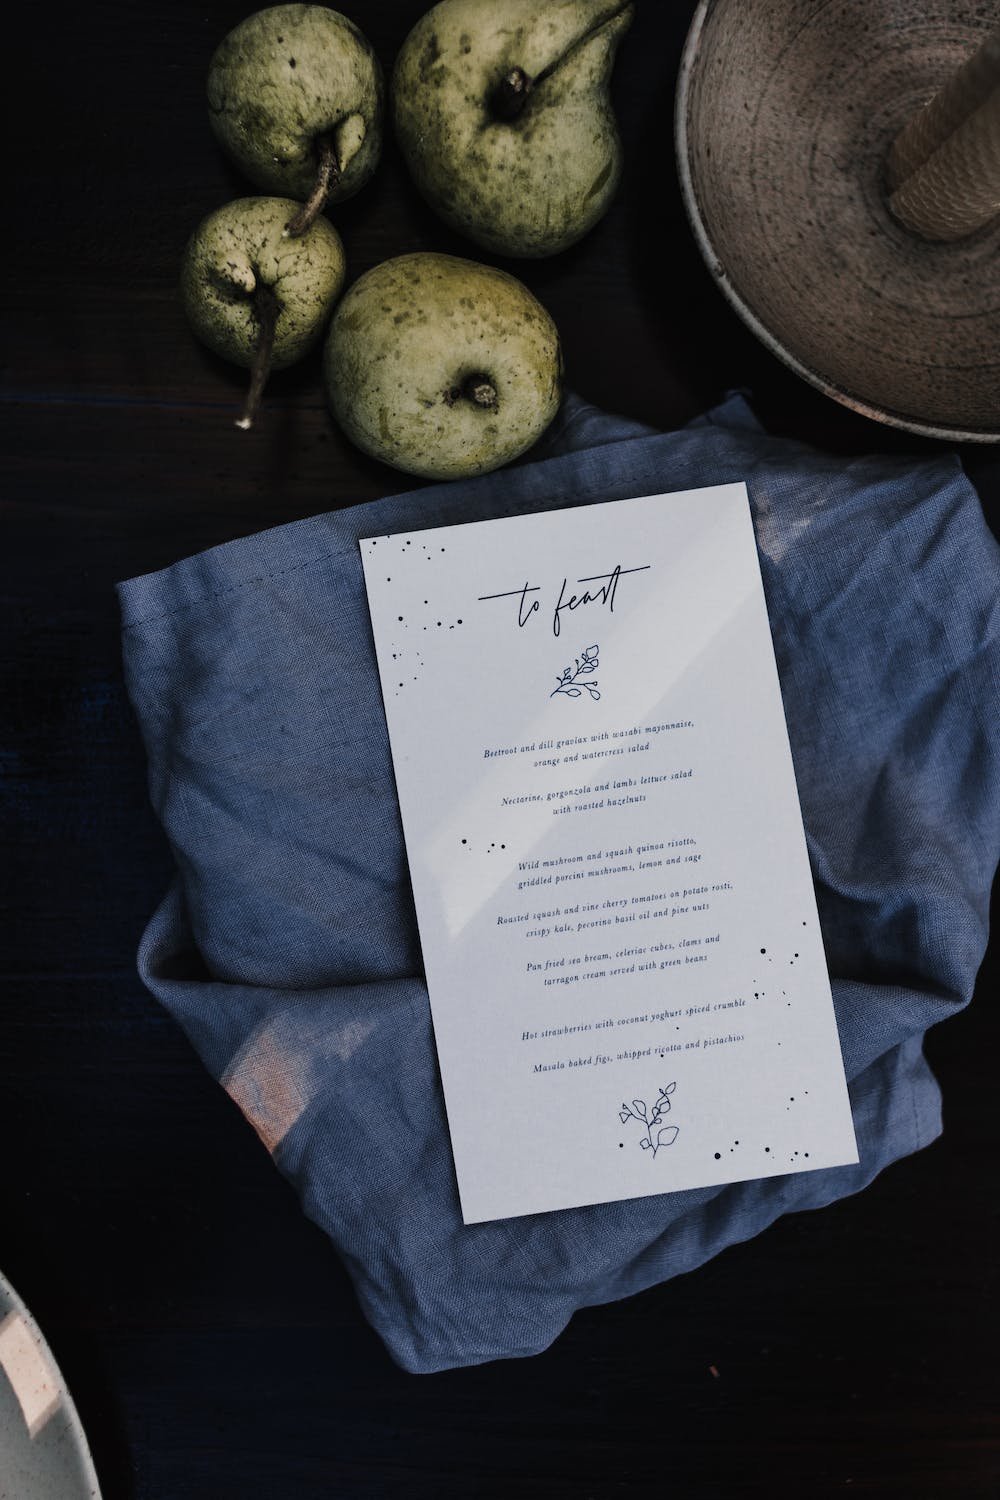 to feast
Beetroot and dill gravlax with wasabi mayonnaise,
orange and watercress salad
Nectarine, gorgonzola and lambs lettuce salad
with roasted hazelnuts
Wild mushroom and squash quinoa risotto,
griddled porcini mushrooms, lemon and sage
Roasted squash and vine cherry tomatoes on potato rosti,
crispy kale, pecorino basil oil and pine nuts
Pan fried sea bream, celeriac cubes, clams and
tarragon cream served with green beans
Hot strawberries with coconut yoghurt spiced crumble
Masala baked figs, whipped ricotta and pistachios